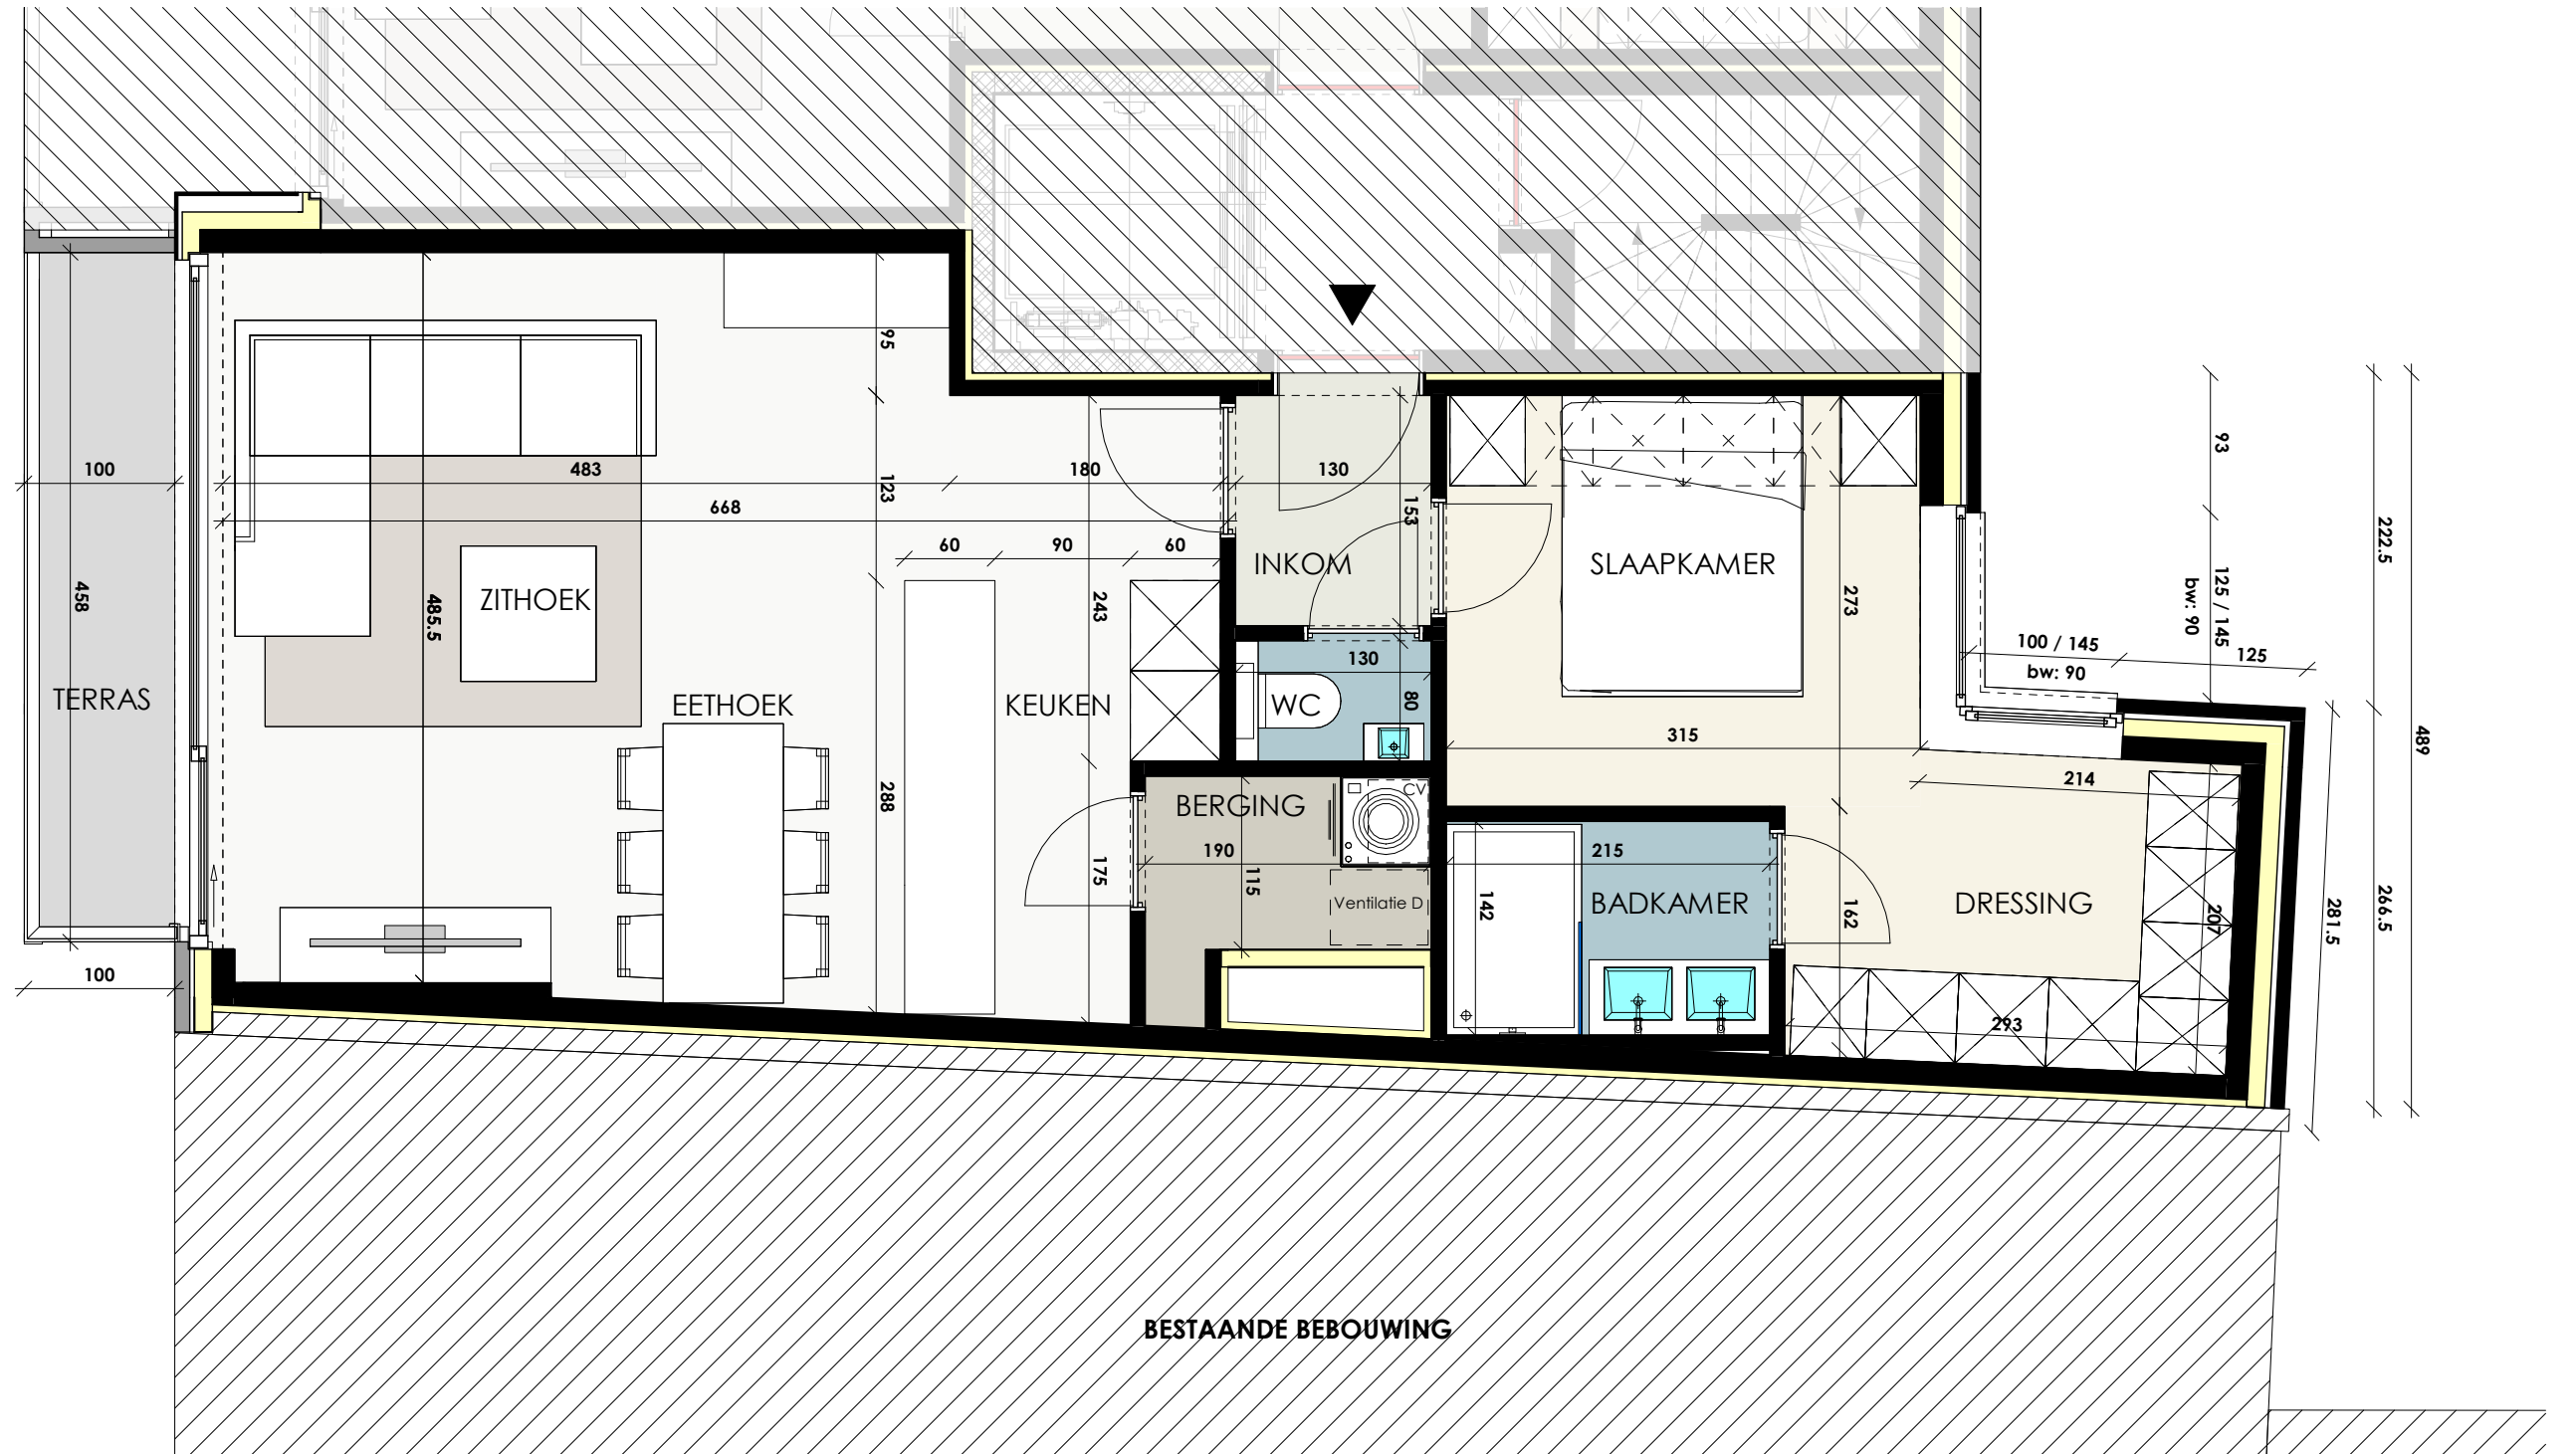 95
93
100
483
180
130
123
153
668
60
90
60
222.5
INKOM
SLAAPKAMER
ZITHOEK
458
485.5
243
273
125 / 145
bw: 90
100 / 145
125
bw: 90
130
TERRAS
EETHOEK
KEUKEN
WC
80
315
489
214
288
BERGING
CV
190
215
175
115
142
Ventilatie D
BADKAMER
162
DRESSING
207
281.5
266.5
100
293
BESTAANDE BEBOUWING